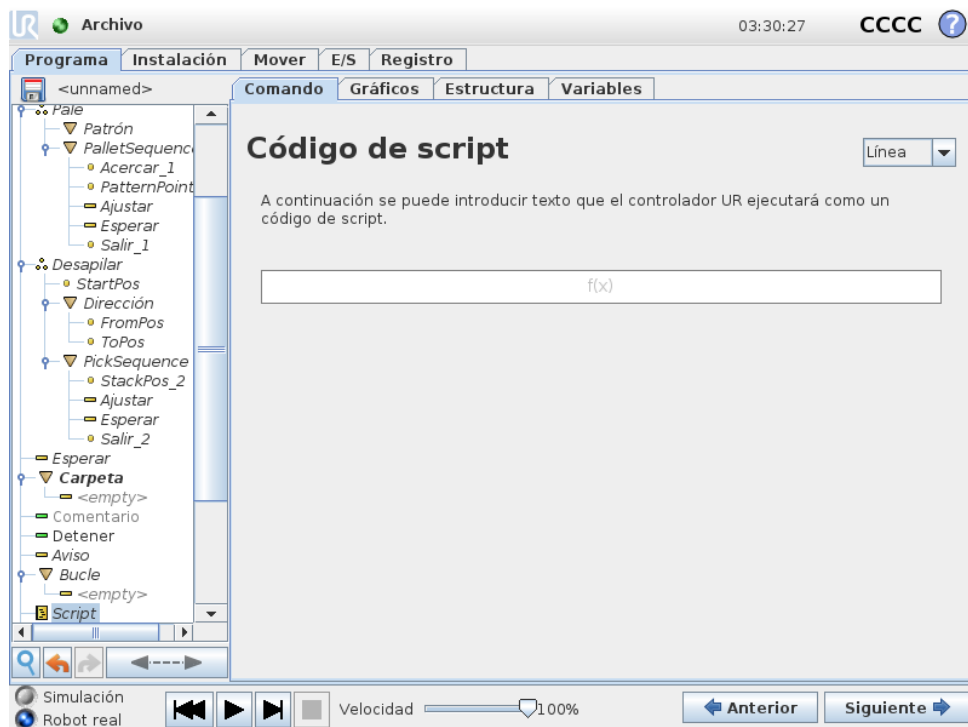 UR Archivo 03:30:27 CCCC ?
Programa Instalación Mover E/S Registro
<unnamed>
Comando Gráficos Estructura Variables
Pale
Patrón
PalletSequenc
Acercar_1
PatternPoint
Ajustar
Esperar
Salir_1
Desapilar
StartPos
Dirección
FromPos
ToPos
PickSequence
StackPos_2
Ajustar
Esperar
Salir_2
Esperar
Carpeta
<empty>
Comentario
Detener
Aviso
Bucle
<empty>
Script
Código de script
Línea
A continuación se puede introducir texto que el controlador UR ejecutará como un
código de script.
f(x)
Simulación
Robot real
Velocidad 100%
Anterior Siguiente